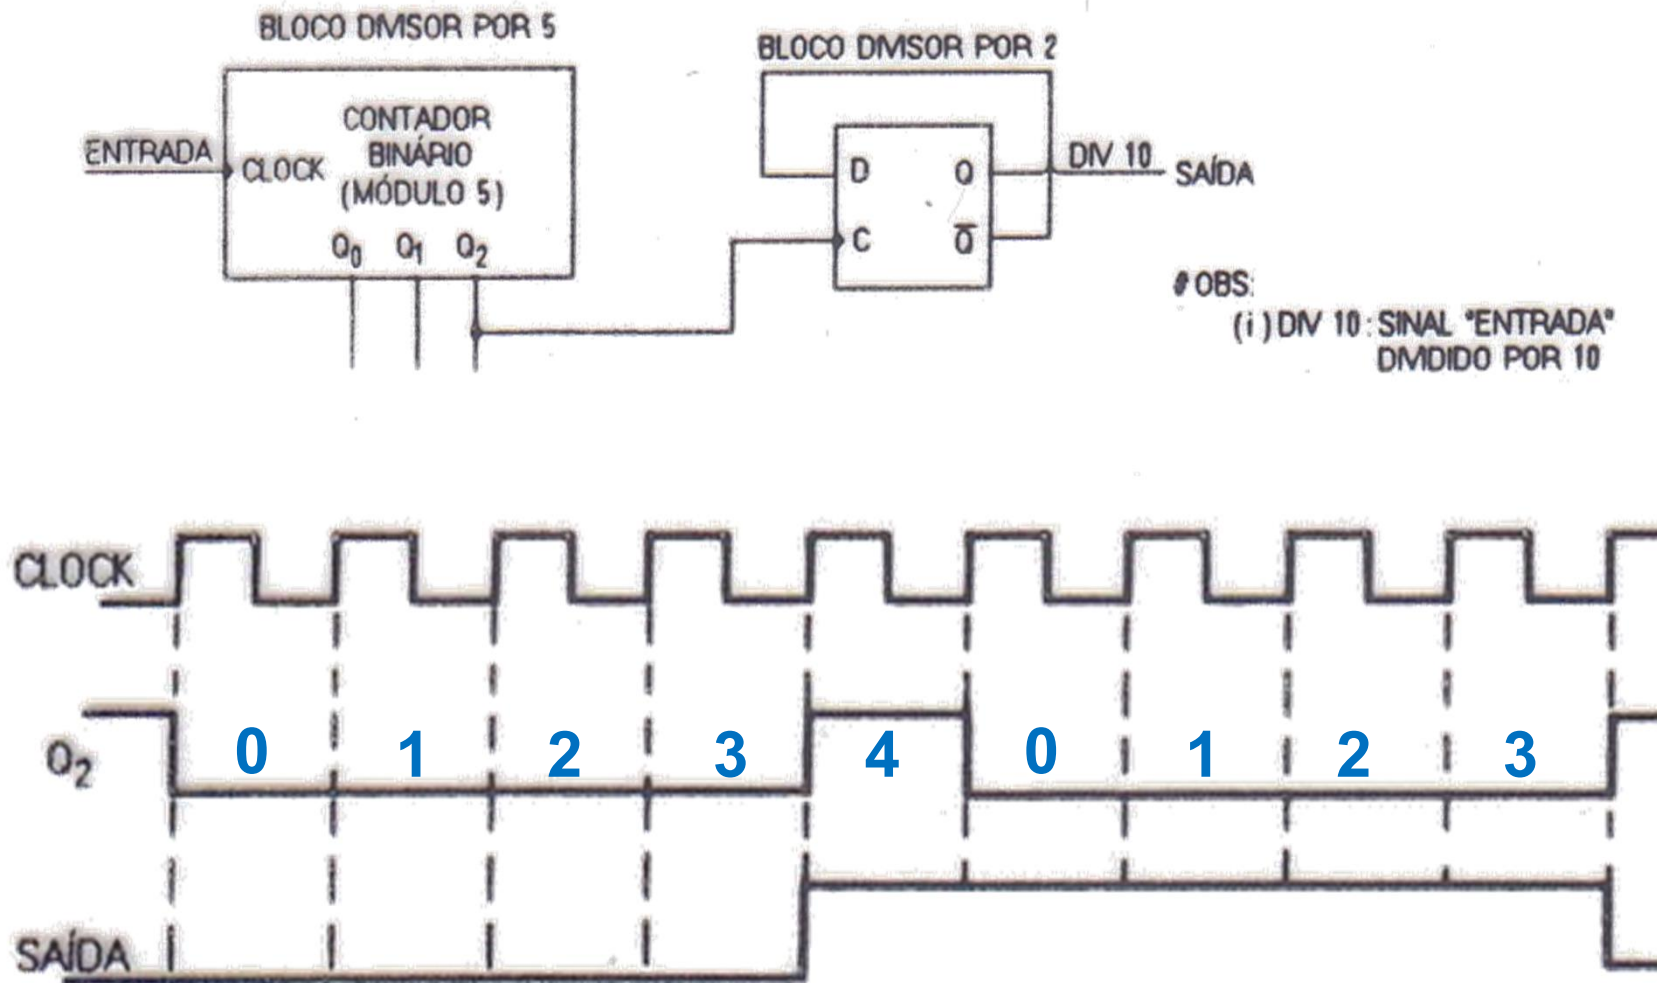 BLOCO DIVISOR POR 5
BLOCO DIVISOR POR 2
CONTADOR
BINÁRIO
(MÓDULO 5)
ENTRADA
CLOCK
Q0 Q1 Q2
D Q
C Q̅
DIV 10
SAÍDA
# OBS:
(i) DIV 10: SINAL "ENTRADA"
DIVIDIDO POR 10
CLOCK
Q2
0 1 2 3 4 0 1 2 3
SAÍDA